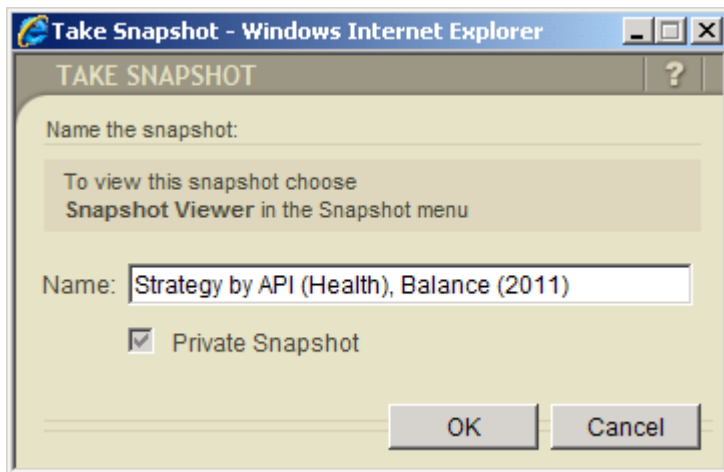 Take Snapshot - Windows Internet Explorer
TAKE SNAPSHOT ?
Name the snapshot:
To view this snapshot choose
Snapshot Viewer in the Snapshot menu
Name: Strategy by API (Health), Balance (2011)
Private Snapshot
OK Cancel